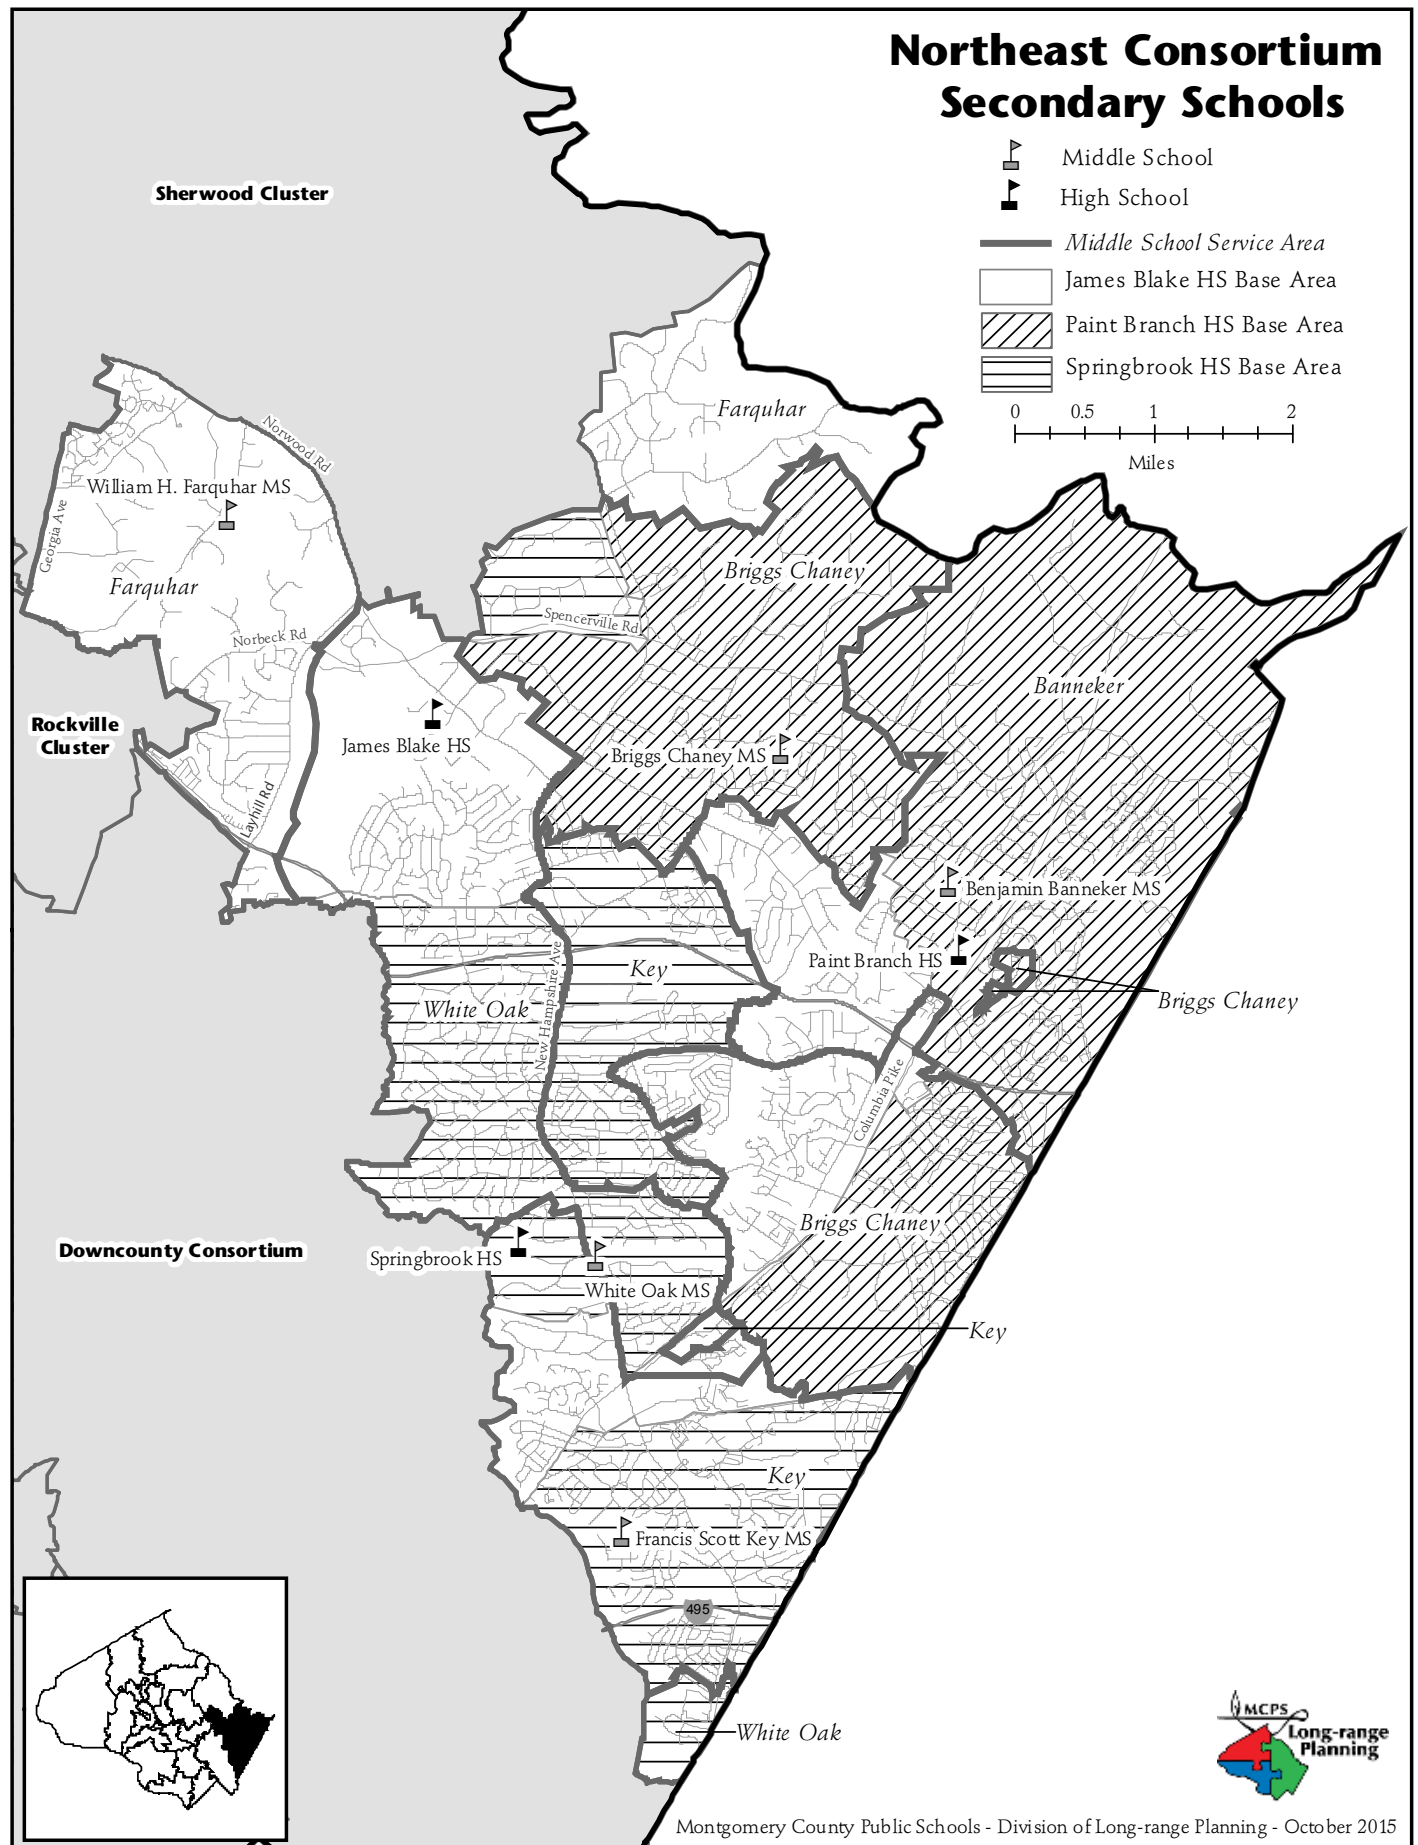 Northeast Consortium
Secondary Schools
Middle School
High School
Middle School Service Area
James Blake HS Base Area
Paint Branch HS Base Area
Springbrook HS Base Area
0 0.5 1 2
Miles
Sherwood Cluster
Farquhar
Norwood Rd
William H. Farquhar MS
Georgia Ave
Farquhar
Briggs Chaney
Spencerville Rd
Norbeck Rd
Banneker
Rockville
Cluster
James Blake HS
Briggs Chaney MS
Layhill Rd
Benjamin Banneker MS
Paint Branch HS
Key
White Oak
New Hampshire Ave
Briggs Chaney
Columbia Pike
Briggs Chaney
Downcounty Consortium
Springbrook HS
White Oak MS
Key
Key
Francis Scott Key MS
495
White Oak
MCPS
Long-range
Planning
Montgomery County Public Schools - Division of Long-range Planning - October 2015